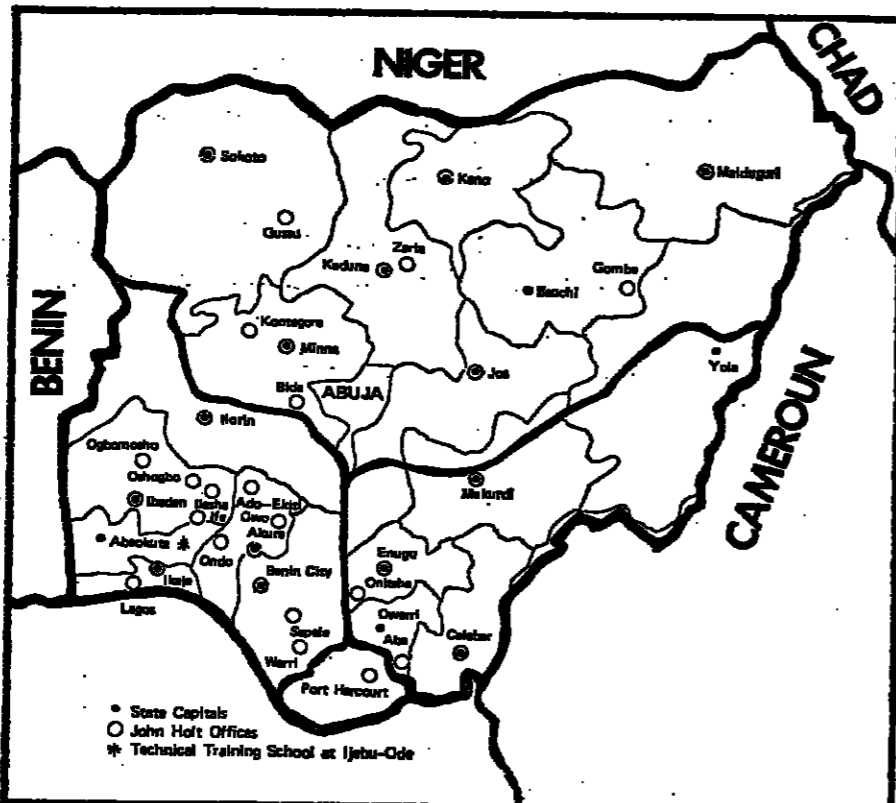 NIGER
CHAD
Sokoto
Kano
Maiduguri
Gusau
Zaria
Kaduna
Gombe
Bauchi
BENIN
Kontagora
Minna
Jos
Yola
Bida
ABUJA
Ilorin
CAMEROUN
Ogbomosho
Oshogbo
Makurdi
Ibadan
Ilesha
Ado-Ekiti
Ife
Owo
Abeokuta
Akure
Enugu
Ondo
Ikeja
Benin City
Onitsha
Lagos
Owerri
Sapele
Aba
Calabar
Warri
Port Harcourt
State Capitals
John Holt Offices
Technical Training School at Ijebu-Ode